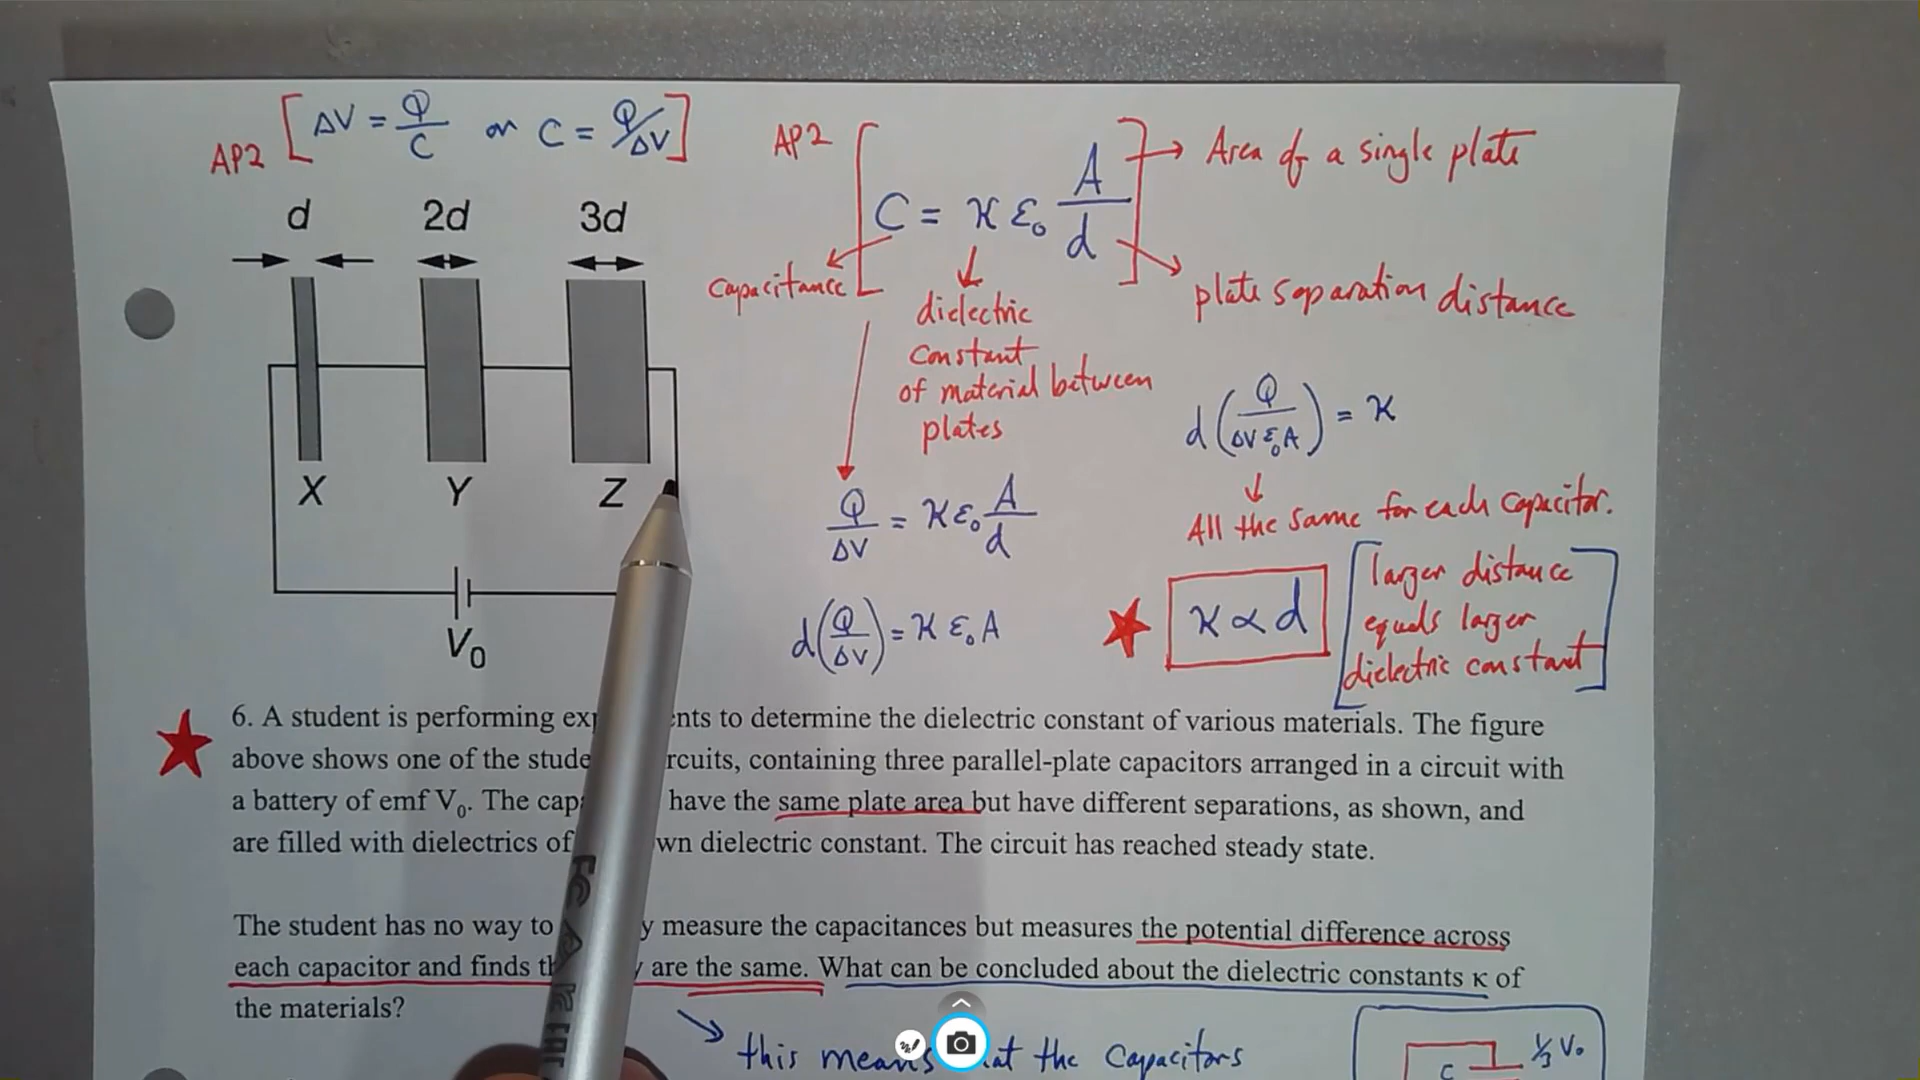 AP2 [ΔV = Q/C or C = Q/ΔV]
d 2d 3d
X Y Z
V₀
AP2 [C = κ ε₀ A/d]
Area of a single plate
capacitance
plate separation distance
dielectric
constant
of material between
plates
Q/ΔV = κ ε₀ A/d
d(Q/ΔV) = κ ε₀ A
d(Q/ΔV ε₀ A) = κ
All the same for each capacitor.
κ ∝ d
[larger distance
equals larger
dielectric constant]
6. A student is performing exp nts to determine the dielectric constant of various materials. The figure
above shows one of the stude rcuits, containing three parallel-plate capacitors arranged in a circuit with
a battery of emf V₀. The cap have the same plate area but have different separations, as shown, and
are filled with dielectrics of wn dielectric constant. The circuit has reached steady state.
The student has no way to y measure the capacitances but measures the potential difference across
each capacitor and finds th y are the same. What can be concluded about the dielectric constants κ of
the materials?
this means at the capacitors
C 1/3 V₀